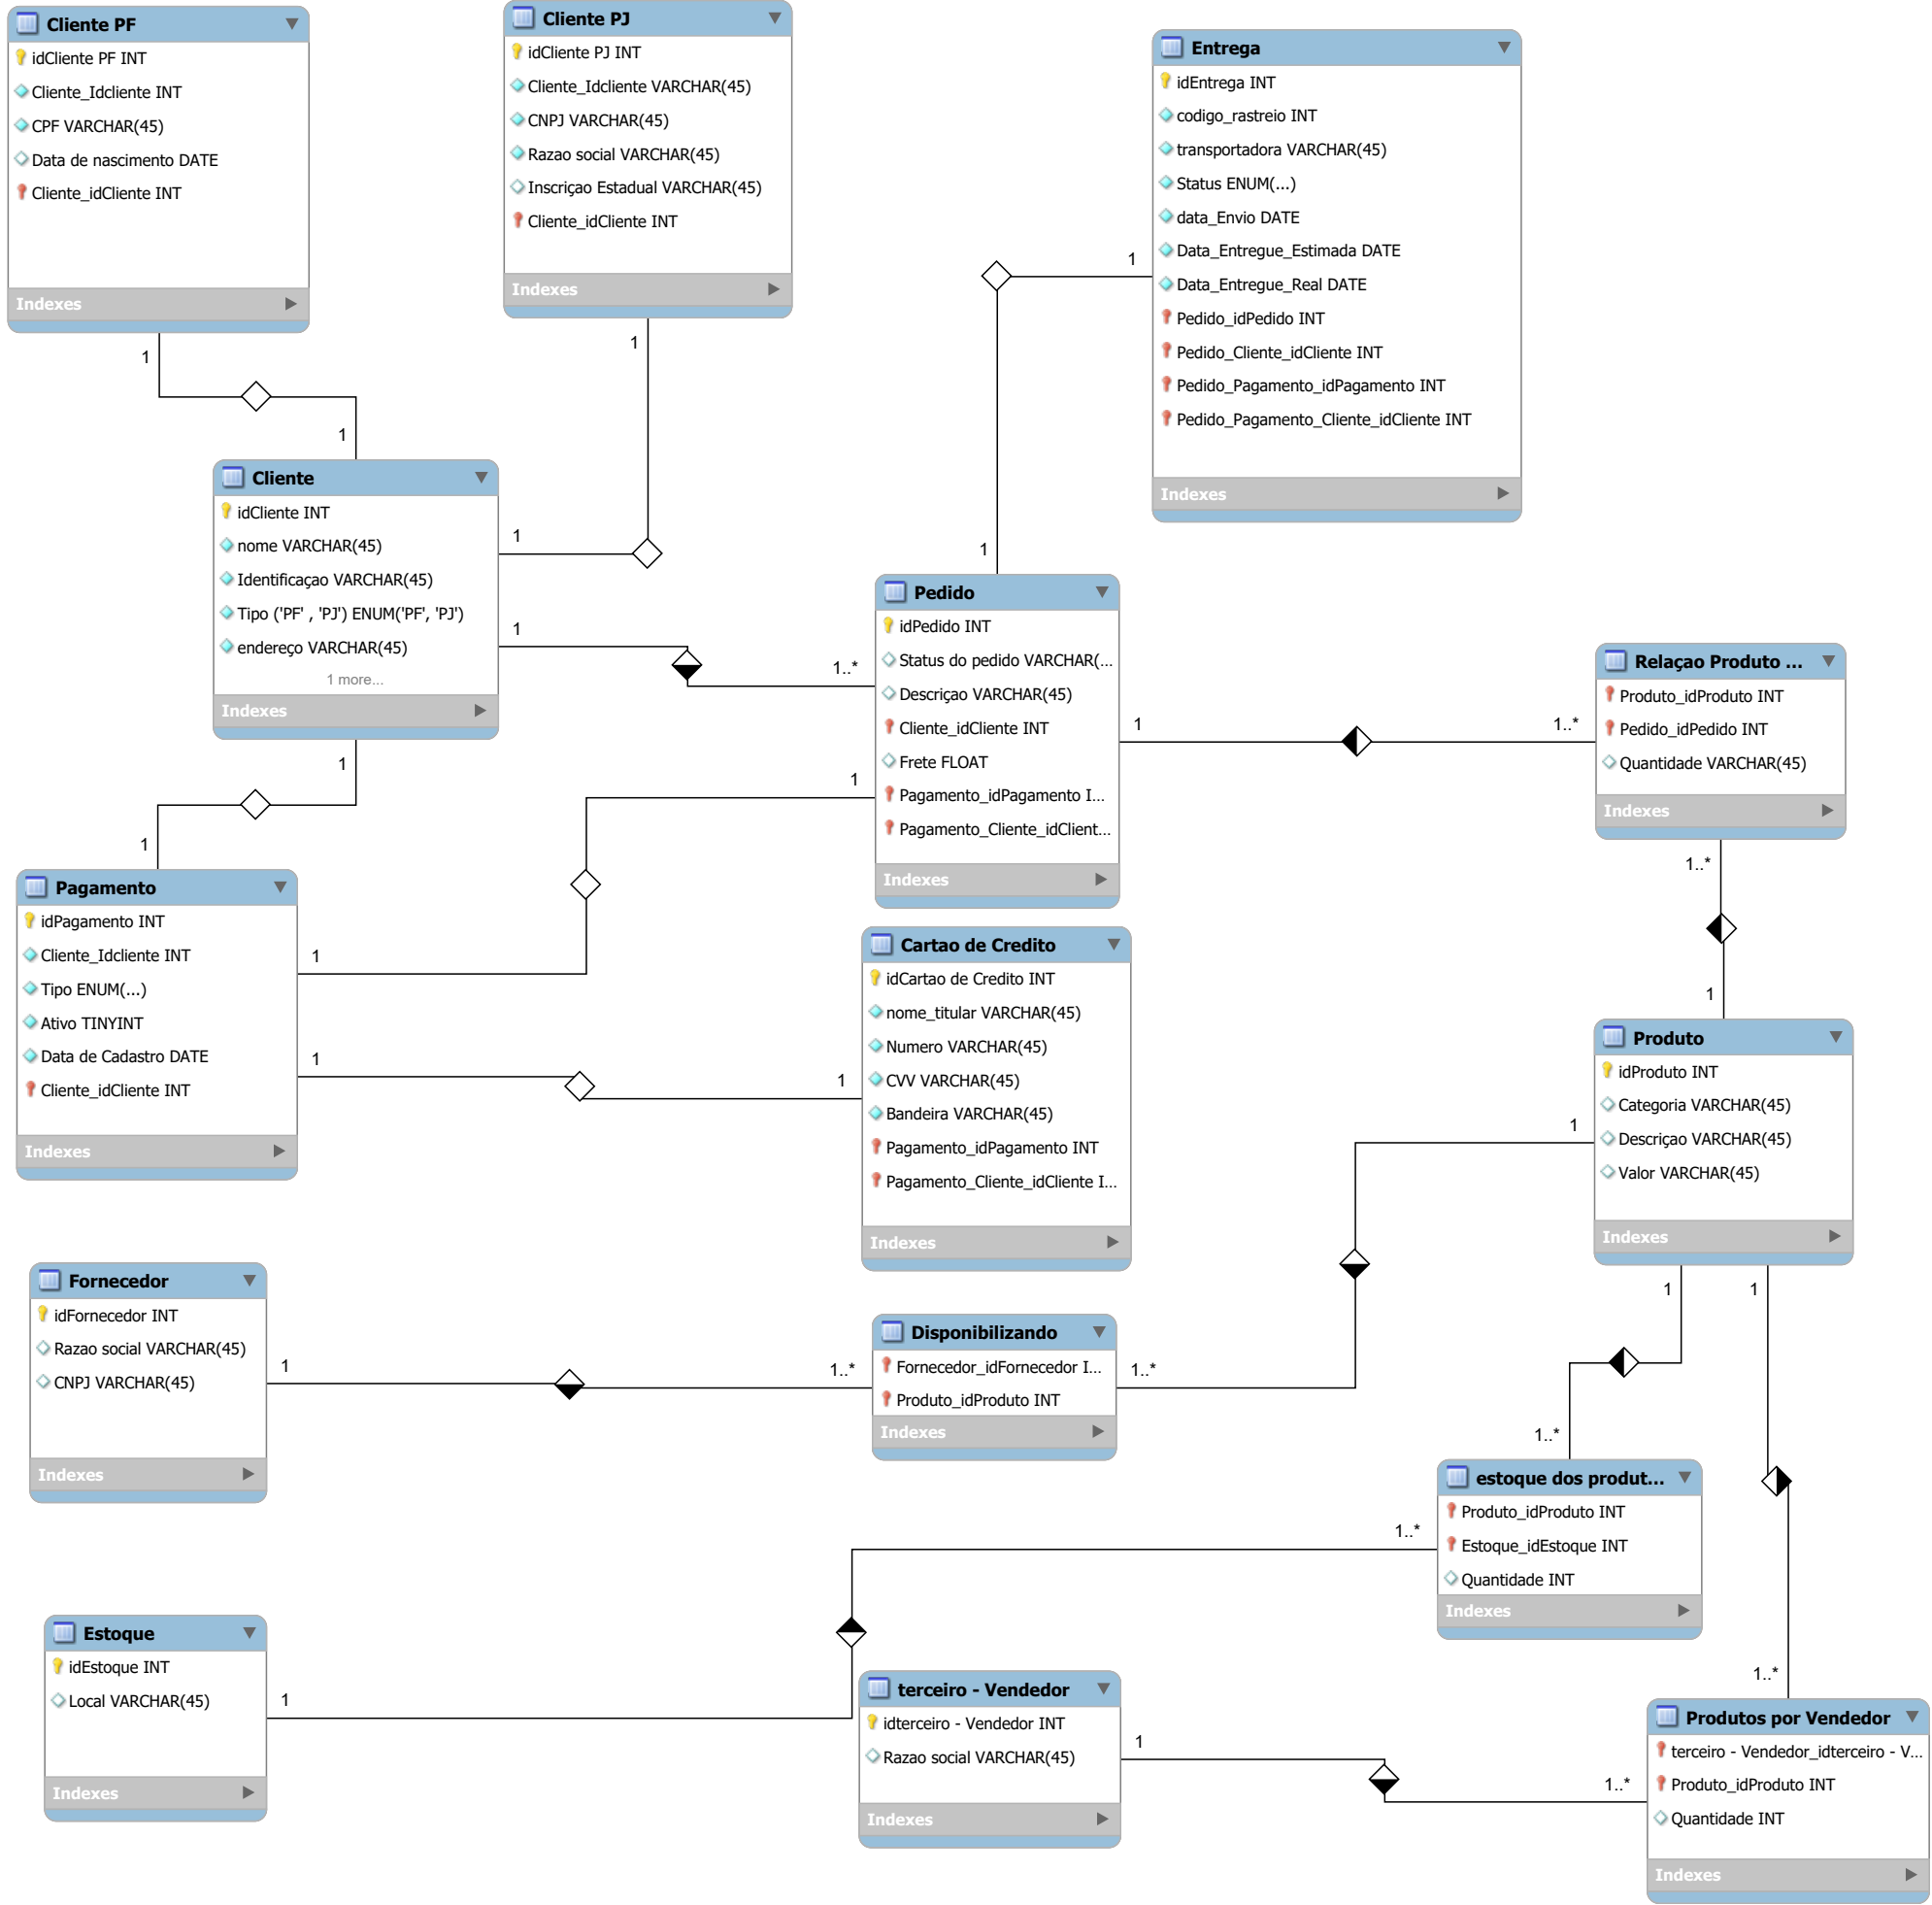 Cliente PF
idCliente PF INT
Cliente_Idcliente INT
CPF VARCHAR(45)
Data de nascimento DATE
Cliente_idCliente INT
Indexes
Cliente PJ
idCliente PJ INT
Cliente_Idcliente VARCHAR(45)
CNPJ VARCHAR(45)
Razao social VARCHAR(45)
Inscriçao Estadual VARCHAR(45)
Cliente_idCliente INT
Indexes
Entrega
idEntrega INT
codigo_rastreio INT
transportadora VARCHAR(45)
Status ENUM(...)
data_Envio DATE
Data_Entregue_Estimada DATE
Data_Entregue_Real DATE
Pedido_idPedido INT
Pedido_Cliente_idCliente INT
Pedido_Pagamento_idPagamento INT
Pedido_Pagamento_Cliente_idCliente INT
Indexes
1
1
1
1
1
1
Cliente
idCliente INT
nome VARCHAR(45)
Identificaçao VARCHAR(45)
Tipo ('PF' , 'PJ') ENUM('PF', 'PJ')
endereço VARCHAR(45)
1 more...
Indexes
1
1..*
Pedido
idPedido INT
Status do pedido VARCHAR(...
Descriçao VARCHAR(45)
Cliente_idCliente INT
Frete FLOAT
Pagamento_idPagamento I...
Pagamento_Cliente_idClient...
Indexes
1
1..*
Relaçao Produto ...
Produto_idProduto INT
Pedido_idPedido INT
Quantidade VARCHAR(45)
Indexes
1
1
1
1
Pagamento
idPagamento INT
Cliente_Idcliente INT
Tipo ENUM(...)
Ativo TINYINT
Data de Cadastro DATE
Cliente_idCliente INT
Indexes
1
1
Cartao de Credito
idCartao de Credito INT
nome_titular VARCHAR(45)
Numero VARCHAR(45)
CVV VARCHAR(45)
Bandeira VARCHAR(45)
Pagamento_idPagamento INT
Pagamento_Cliente_idCliente I...
Indexes
1..*
1
Produto
idProduto INT
Categoria VARCHAR(45)
Descriçao VARCHAR(45)
Valor VARCHAR(45)
Indexes
1
1
1
Fornecedor
idFornecedor INT
Razao social VARCHAR(45)
CNPJ VARCHAR(45)
Indexes
1
1..*
Disponibilizando
Fornecedor_idFornecedor I...
Produto_idProduto INT
Indexes
1..*
1..*
estoque dos produt...
Produto_idProduto INT
Estoque_idEstoque INT
Quantidade INT
Indexes
1..*
Estoque
idEstoque INT
Local VARCHAR(45)
Indexes
1
terceiro - Vendedor
idterceiro - Vendedor INT
Razao social VARCHAR(45)
Indexes
1
1..*
1..*
Produtos por Vendedor
terceiro - Vendedor_idterceiro - V...
Produto_idProduto INT
Quantidade INT
Indexes